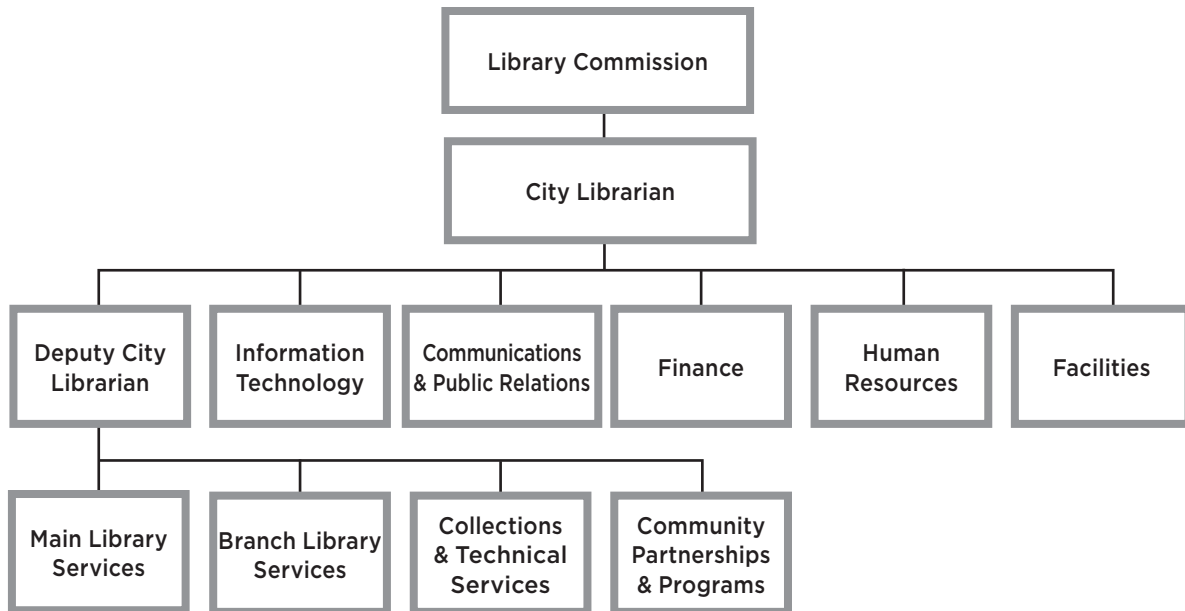 Library Commission
City Librarian
Deputy City
Librarian
Information
Technology
Communications
& Public Relations
Finance
Human
Resources
Facilities
Main Library
Services
Branch Library
Services
Collections
& Technical
Services
Community
Partnerships
& Programs